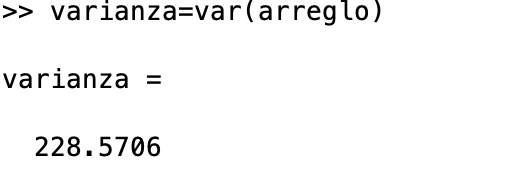 >> varianza=var(arreglo)
varianza =
228.5706